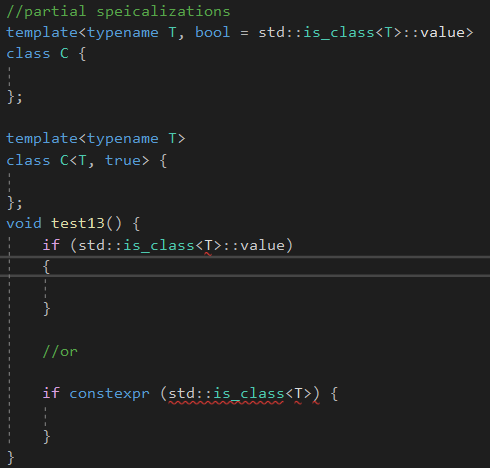 //partial speicalizations
template<typename T, bool = std::is_class<T>::value>
class C {
};
template<typename T>
class C<T, true> {
};
void test13() {
if (std::is_class<T>::value)
{
}
//or
if constexpr (std::is_class<T>) {
}
}